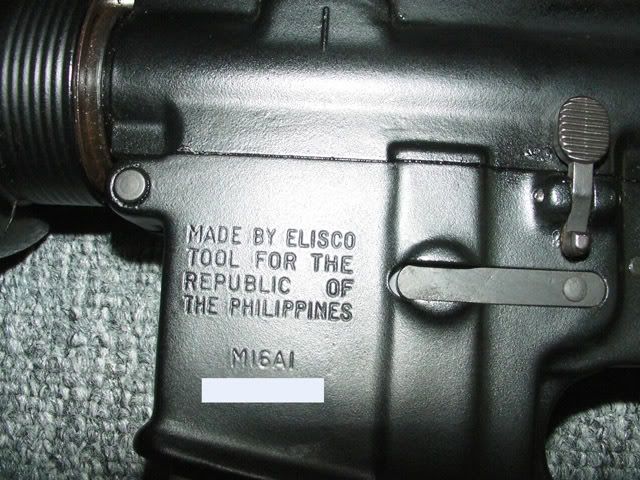 MADE BY ELISCO
TOOL FOR THE
REPUBLIC OF
THE PHILIPPINES
M16A1